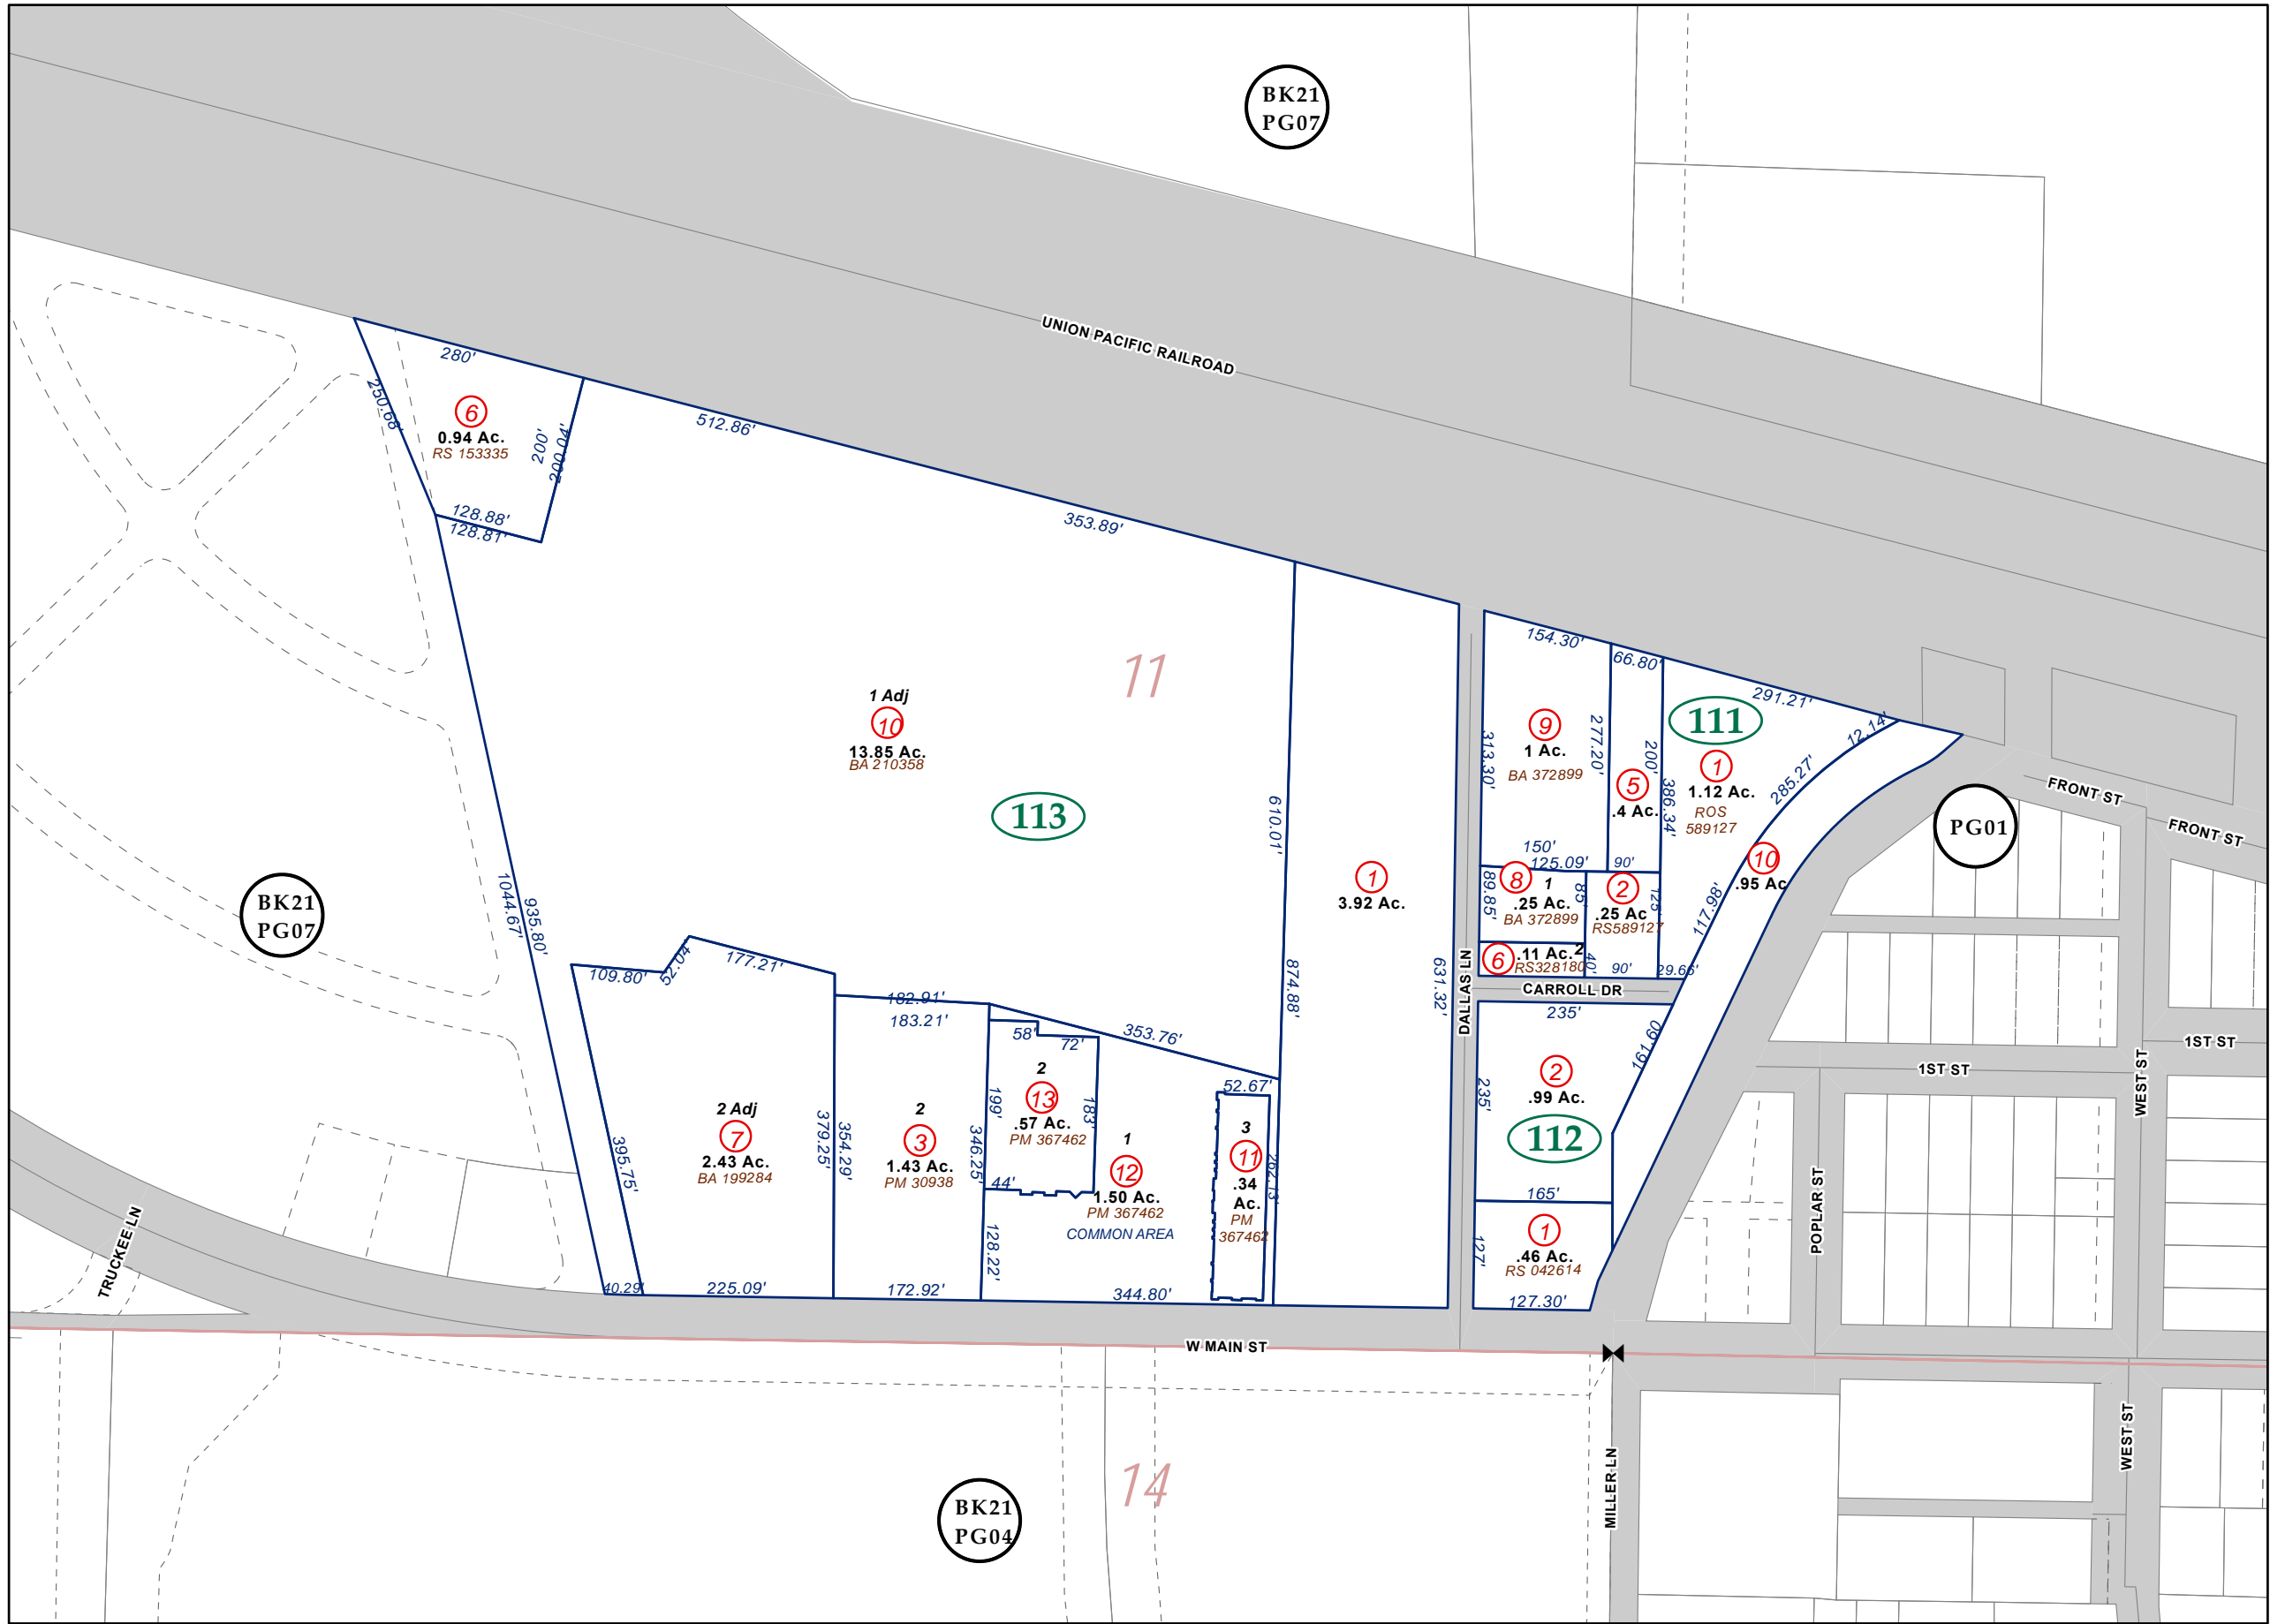 BK21
PG07
UNION PACIFIC RAILROAD
280'
250.68'
6
0.94 Ac.
RS 153335
200'
200.04'
128.88'
128.81'
512.86'
353.89'
11
1 Adj
10
13.85 Ac.
BA 210358
113
610.01'
874.88'
1
3.92 Ac.
631.32'
DALLAS LN
154.30'
66.80'
291.21'
12.14'
111
9
1 Ac.
BA 372899
313.30'
277.20'
200'
5
.4 Ac.
386.34'
1
1.12 Ac.
ROS
589127
285.27'
10
.95 Ac
117.98'
150'
125.09'
90'
8
1
.25 Ac.
BA 372899
89.85'
85'
2
.25 Ac
RS589127
125'
6
.11 Ac.
2
RS328180
40'
90'
29.66'
CARROLL DR
235'
161.60
235'
2
.99 Ac.
112
165'
1
.46 Ac.
RS 042614
127'
127.30'
PG01
FRONT ST
FRONT ST
1ST ST
1ST ST
WEST ST
POPLAR ST
BK21
PG07
1044.67'
935.80'
109.80'
52.04'
177.21'
395.75'
2 Adj
7
2.43 Ac.
BA 199284
379.25'
354.29'
182.91'
183.21'
2
3
1.43 Ac.
PM 30938
346.25'
199'
58'
72'
353.76'
2
13
.57 Ac.
PM 367462
183'
44'
1
12
1.50 Ac.
PM 367462
COMMON AREA
128.22'
52.67'
3
11
.34
Ac.
PM
367462
262.13'
40.29'
225.09'
172.92'
344.80'
TRUCKEE LN
W MAIN ST
14
BK21
PG04
MILLER LN
WEST ST